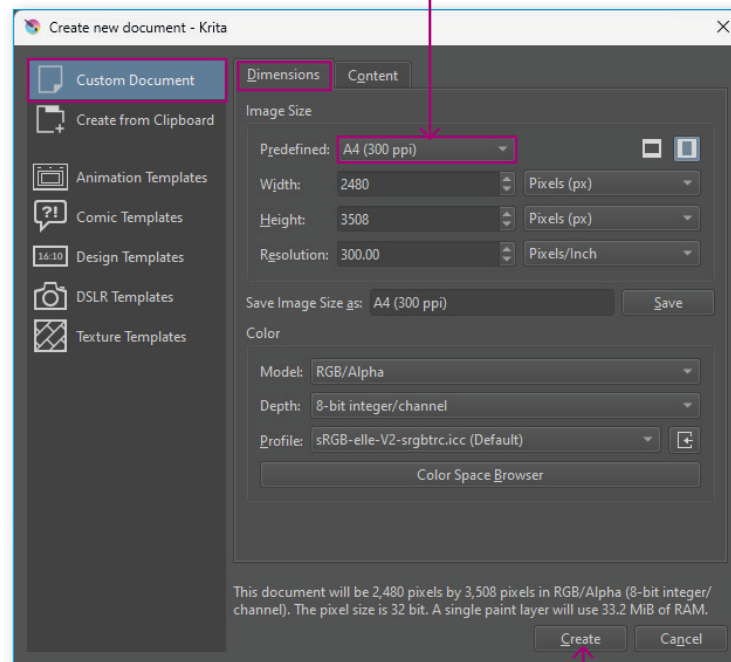 Create new document - Krita
Custom Document
Create from Clipboard
Animation Templates
?!
Comic Templates
16:10
Design Templates
DSLR Templates
Texture Templates
Dimensions
Content
Image Size
Predefined: A4 (300 ppi)
Width: 2480 Pixels (px)
Height: 3508 Pixels (px)
Resolution: 300.00 Pixels/Inch
Save Image Size as: A4 (300 ppi) Save
Color
Model: RGB/Alpha
Depth: 8-bit integer/channel
Profile: sRGB-elle-V2-srgbtrc.icc (Default)
Color Space Browser
This document will be 2,480 pixels by 3,508 pixels in RGB/Alpha (8-bit integer/
channel). The pixel size is 32 bit. A single paint layer will use 33.2 MiB of RAM.
Create Cancel